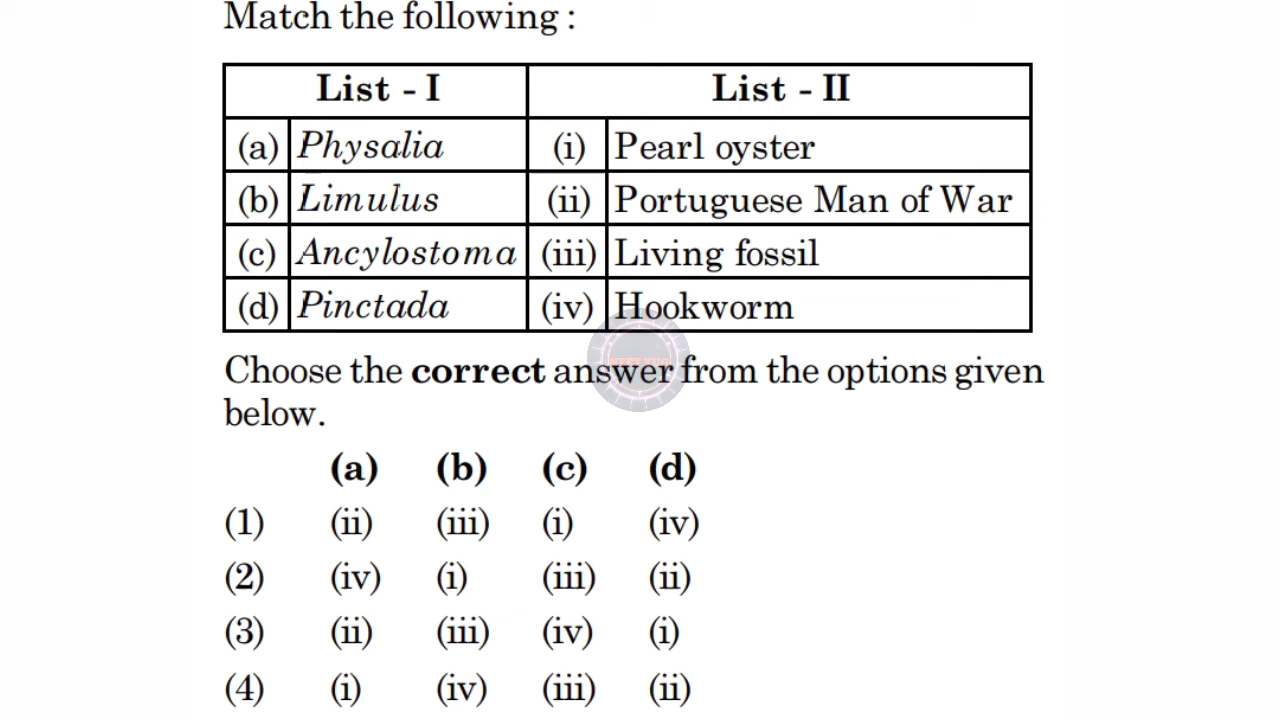 Match the following :
List - I List - II
(a) Physalia (i) Pearl oyster
(b) Limulus (ii) Portuguese Man of War
(c) Ancylostoma (iii) Living fossil
(d) Pinctada (iv) Hookworm
Choose the correct answer from the options given
below.
(a) (b) (c) (d)
(1) (ii) (iii) (i) (iv)
(2) (iv) (i) (iii) (ii)
(3) (ii) (iii) (iv) (i)
(4) (i) (iv) (iii) (ii)